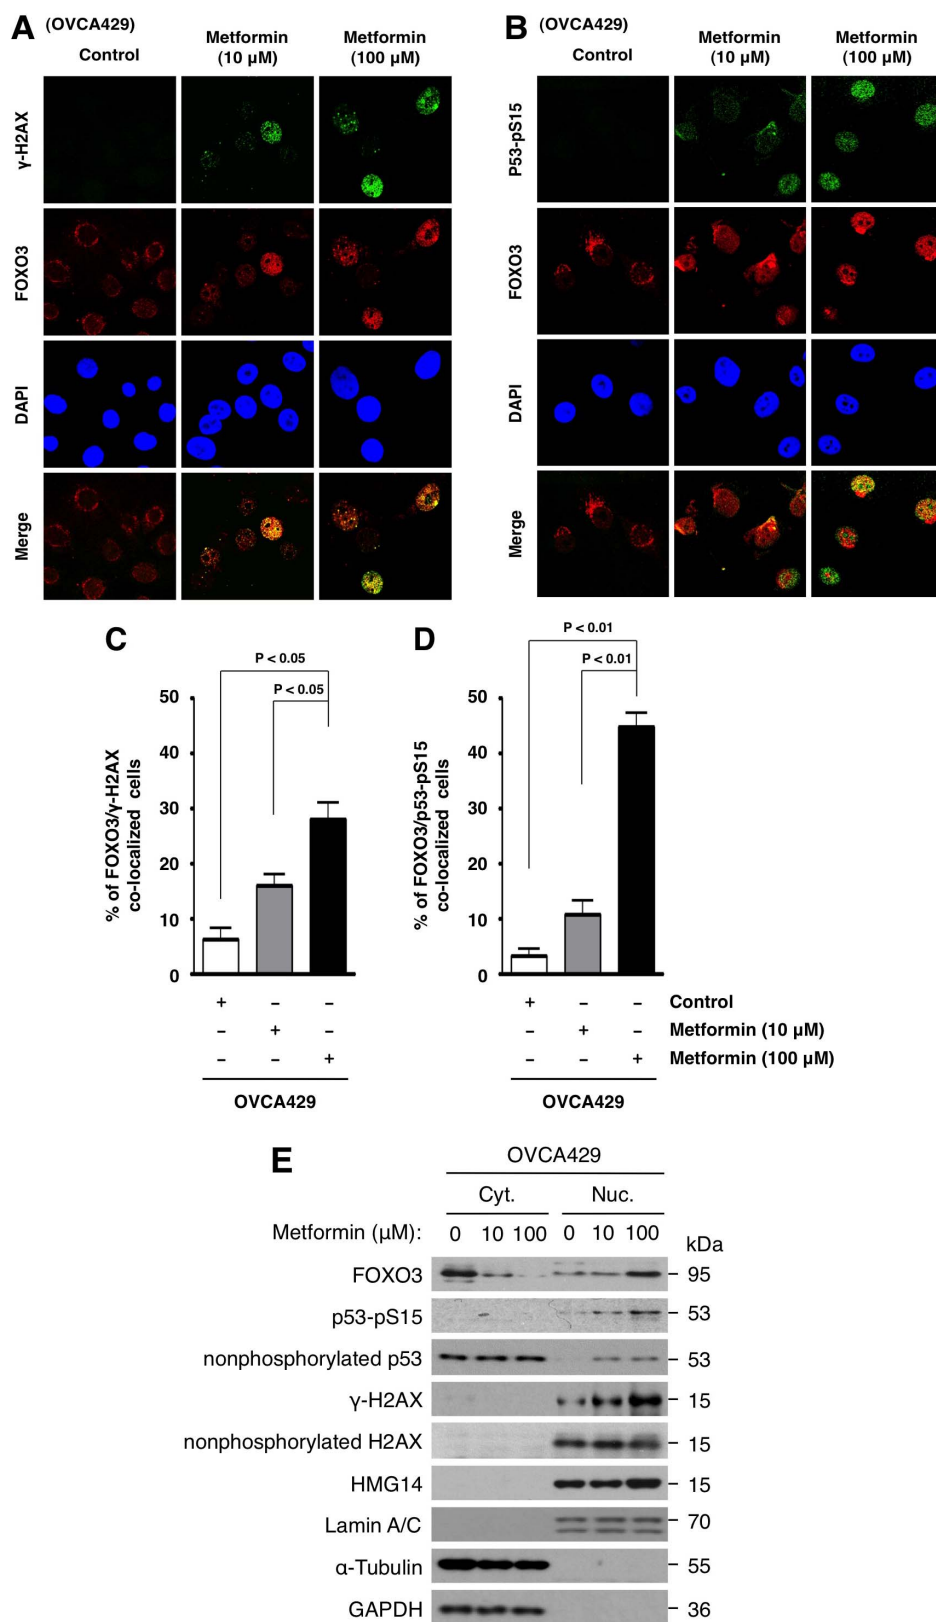 A (OVCA429)
Control
Metformin
(10 µM)
Metformin
(100 µM)
γ-H2AX
FOXO3
DAPI
Merge
B (OVCA429)
Control
Metformin
(10 µM)
Metformin
(100 µM)
P53-pS15
FOXO3
DAPI
Merge
C
P < 0.05
P < 0.05
% of FOXO3/γ-H2AX
co-localized cells
50
40
30
20
10
0
+ – –
– + –
– – +
OVCA429
D
P < 0.01
P < 0.01
% of FOXO3/p53-pS15
co-localized cells
50
40
30
20
10
0
+ – – Control
– + – Metformin (10 µM)
– – + Metformin (100 µM)
OVCA429
E
OVCA429
Cyt. Nuc.
Metformin (µM): 0 10 100 0 10 100
kDa
FOXO3 95
p53-pS15 53
nonphosphorylated p53 53
γ-H2AX 15
nonphosphorylated H2AX 15
HMG14 15
Lamin A/C 70
α-Tubulin 55
GAPDH 36